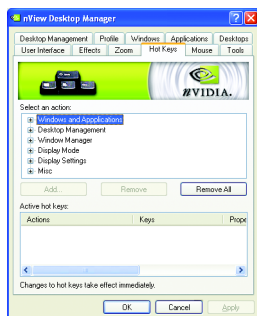 nView Desktop Manager
Desktop Management Profile Windows Applications Desktops
User Interface Effects Zoom Hot Keys Mouse Tools
nVIDIA.
Select an action:
Windows and Applications
Desktop Management
Window Manager
Display Mode
Display Settings
Misc
Add... Remove Remove All
Active hot keys:
Actions Keys Prope
Changes to hot keys take effect immediately.
OK Cancel Apply